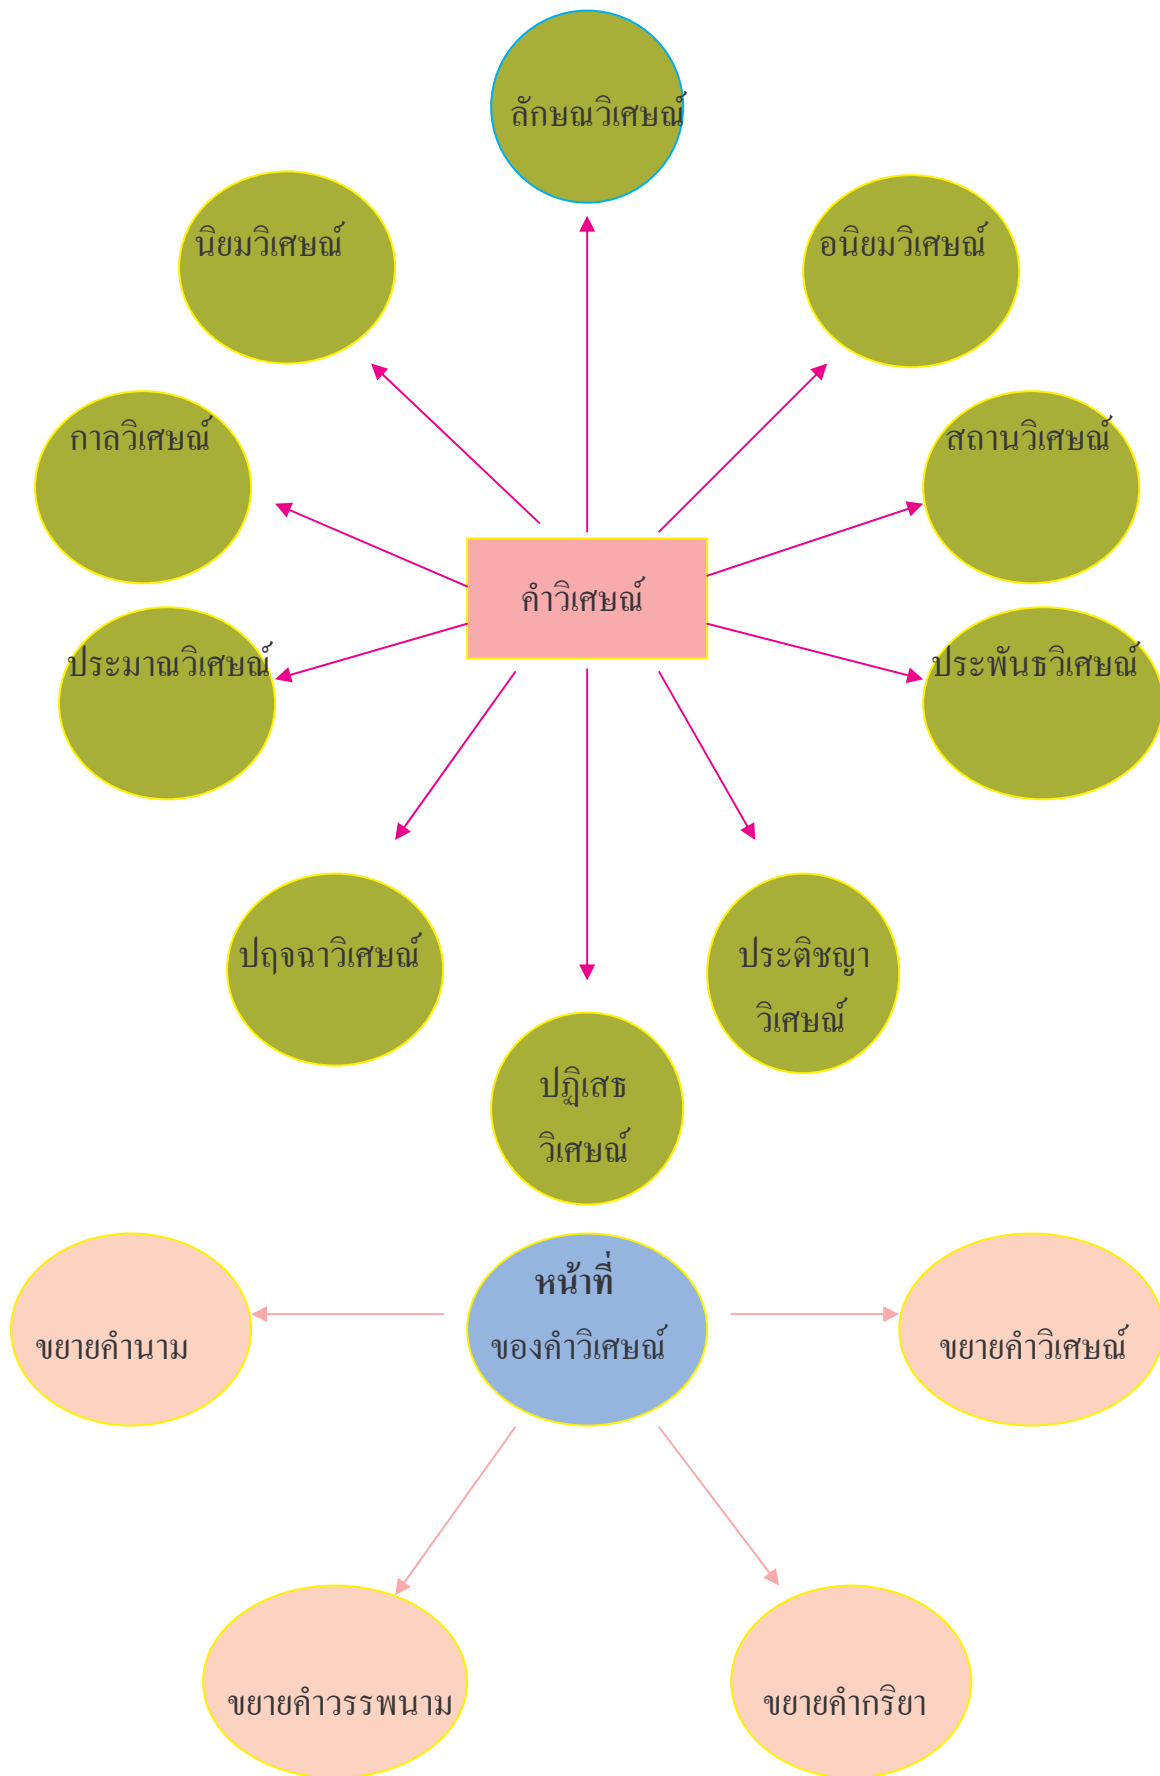 ลักษณวิเศษณ์
นิยมวิเศษณ์
อนิยมวิเศษณ์
กาลวิเศษณ์
สถานวิเศษณ์
คำวิเศษณ์
ประมาณวิเศษณ์
ประพันธวิเศษณ์
ปฤจฉาวิเศษณ์
ประติชญา
วิเศษณ์
ปฏิเสธ
วิเศษณ์
หน้าที่
ของคำวิเศษณ์
ขยายคำนาม
ขยายคำวิเศษณ์
ขยายคำวรรพนาม
ขยายคำกริยา